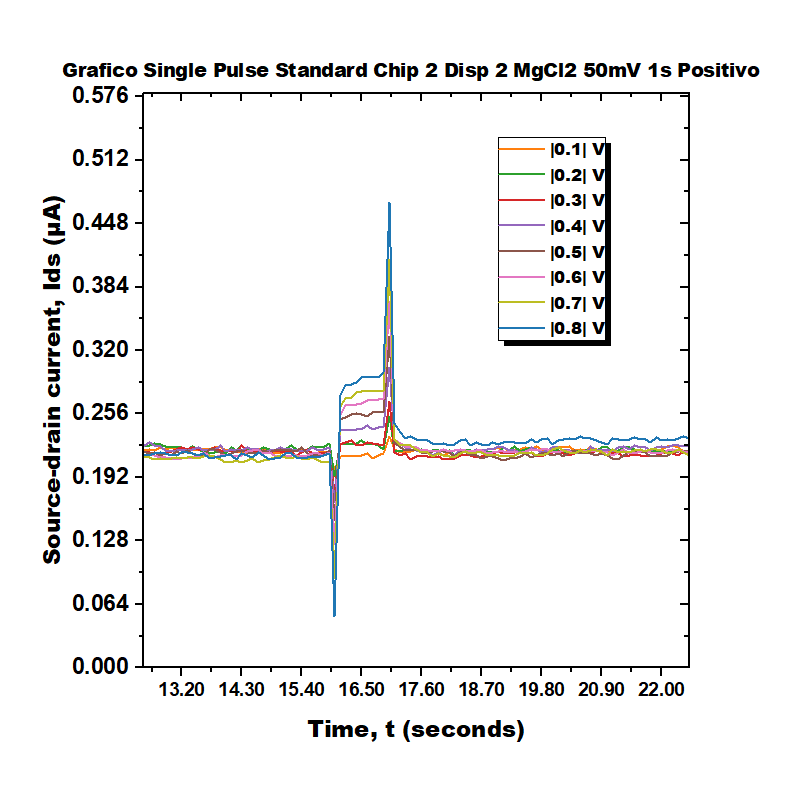 Grafico Single Pulse Standard Chip 2 Disp 2 MgCl2 50mV 1s Positivo
0.576
0.512
0.448
0.384
0.320
0.256
0.192
0.128
0.064
0.000
Source-drain current, Ids (µA)
|0.1| V
|0.2| V
|0.3| V
|0.4| V
|0.5| V
|0.6| V
|0.7| V
|0.8| V
13.20 14.30 15.40 16.50 17.60 18.70 19.80 20.90 22.00
Time, t (seconds)